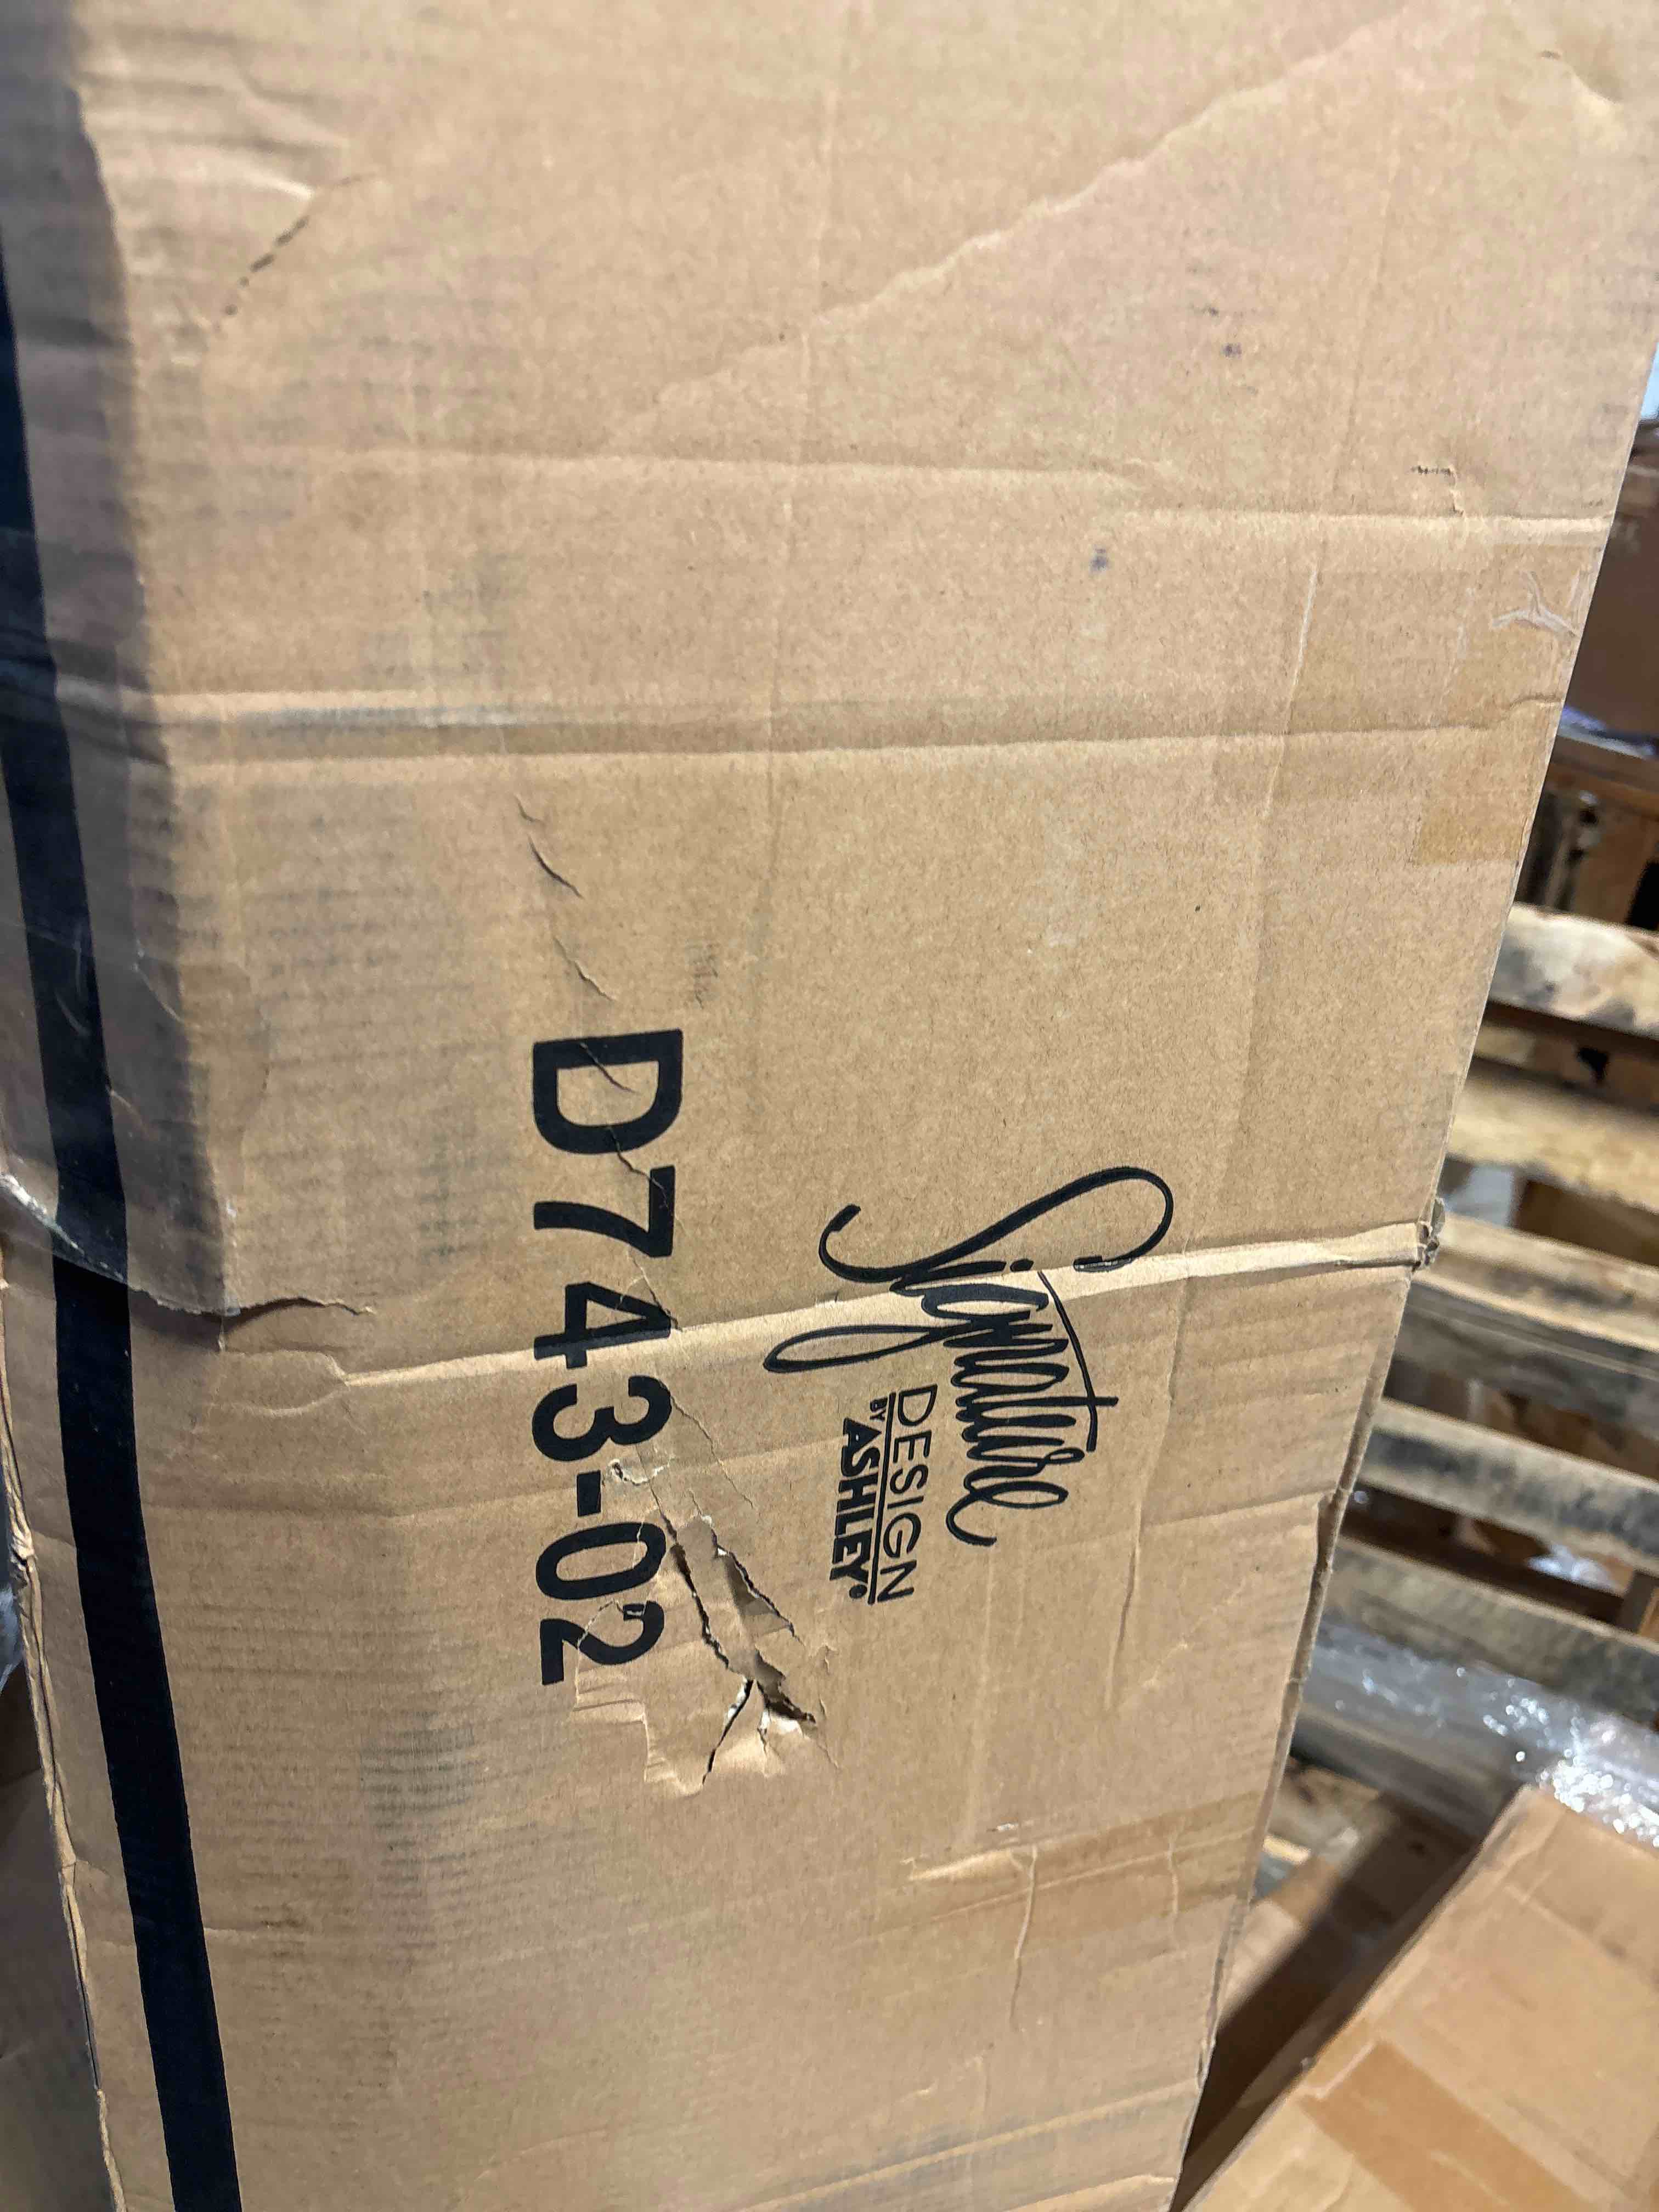 Signature
DESIGN
BY ASHLEY®
D743-02